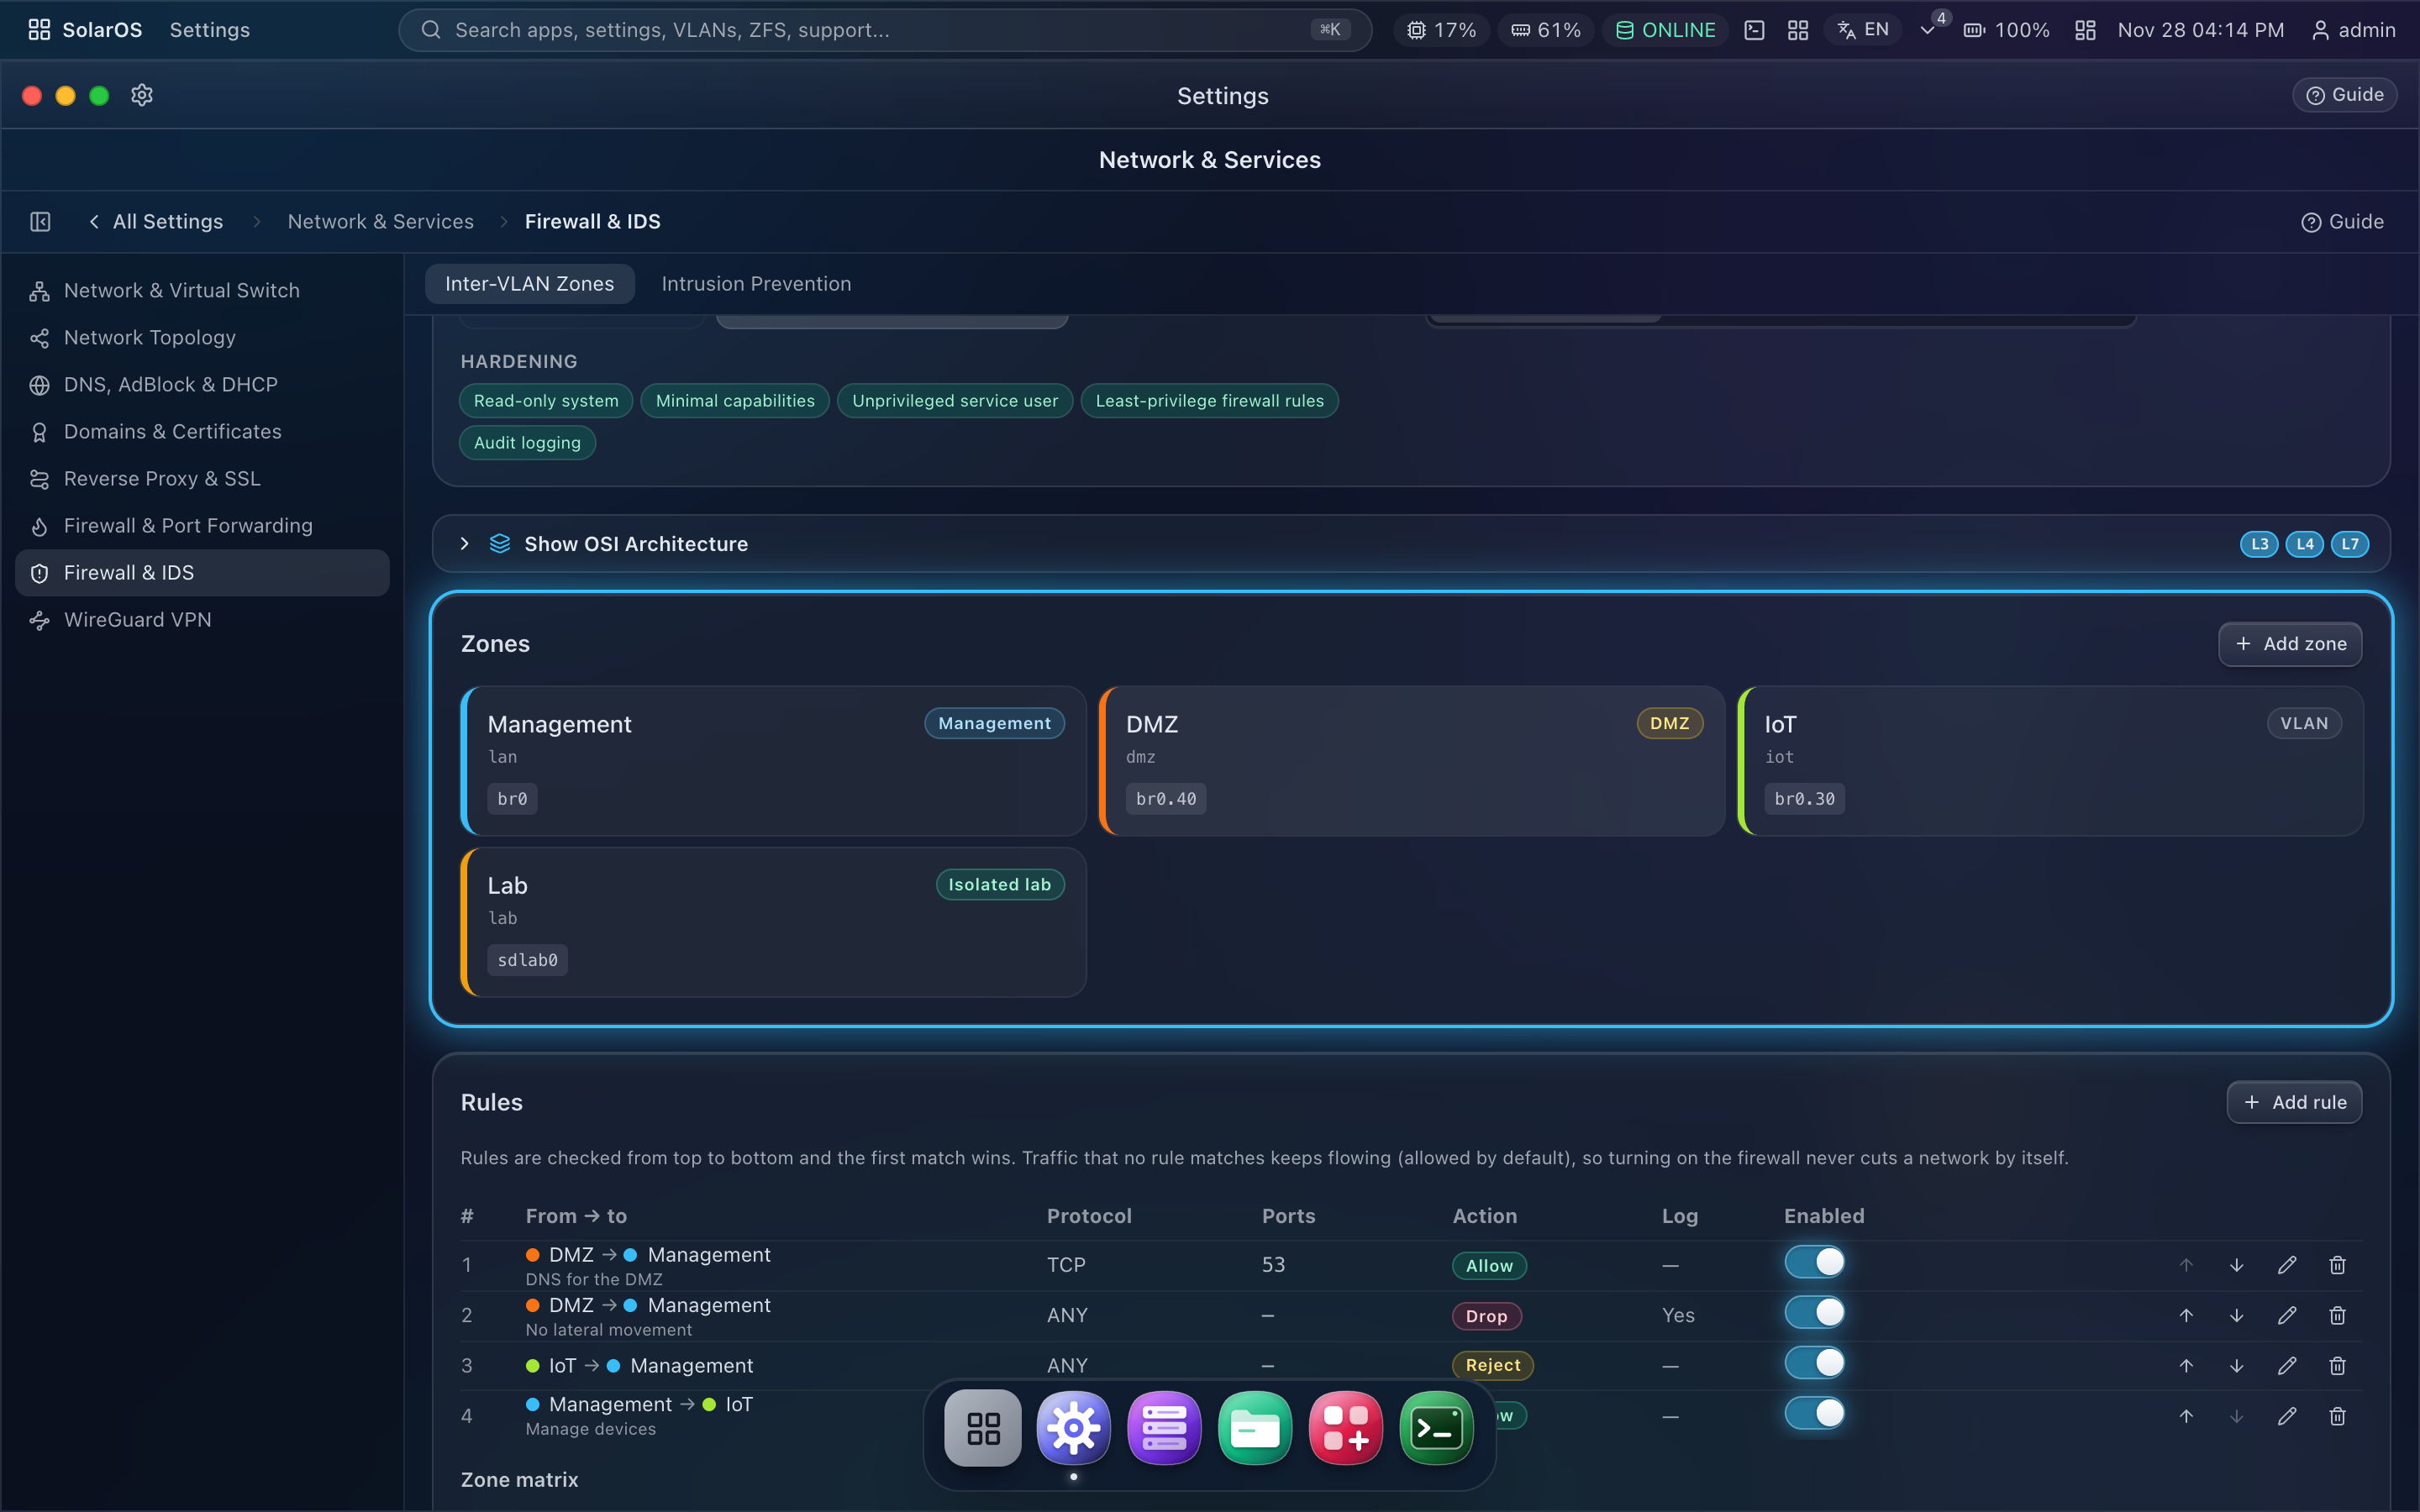 SolarOS Settings Search apps, settings, VLANs, ZFS, support... ⌘K 17% 61% ONLINE EN 4 100% Nov 28 04:14 PM admin
Settings Guide
Network & Services
All Settings Network & Services Firewall & IDS Guide
Network & Virtual Switch
Network Topology
DNS, AdBlock & DHCP
Domains & Certificates
Reverse Proxy & SSL
Firewall & Port Forwarding
Firewall & IDS
WireGuard VPN
Inter-VLAN Zones Intrusion Prevention
HARDENING
Read-only system Minimal capabilities Unprivileged service user Least-privilege firewall rules
Audit logging
Show OSI Architecture L3 L4 L7
Zones + Add zone
Management Management
lan
br0
DMZ DMZ
dmz
br0.40
IoT VLAN
iot
br0.30
Lab Isolated lab
lab
sdlab0
Rules + Add rule
Rules are checked from top to bottom and the first match wins. Traffic that no rule matches keeps flowing (allowed by default), so turning on the firewall never cuts a network by itself.
# From → to Protocol Ports Action Log Enabled
1 DMZ → Management TCP 53 Allow —
DNS for the DMZ
2 DMZ → Management ANY — Drop Yes
No lateral movement
3 IoT → Management ANY — Reject —
4 Management → IoT —
Manage devices
Zone matrix